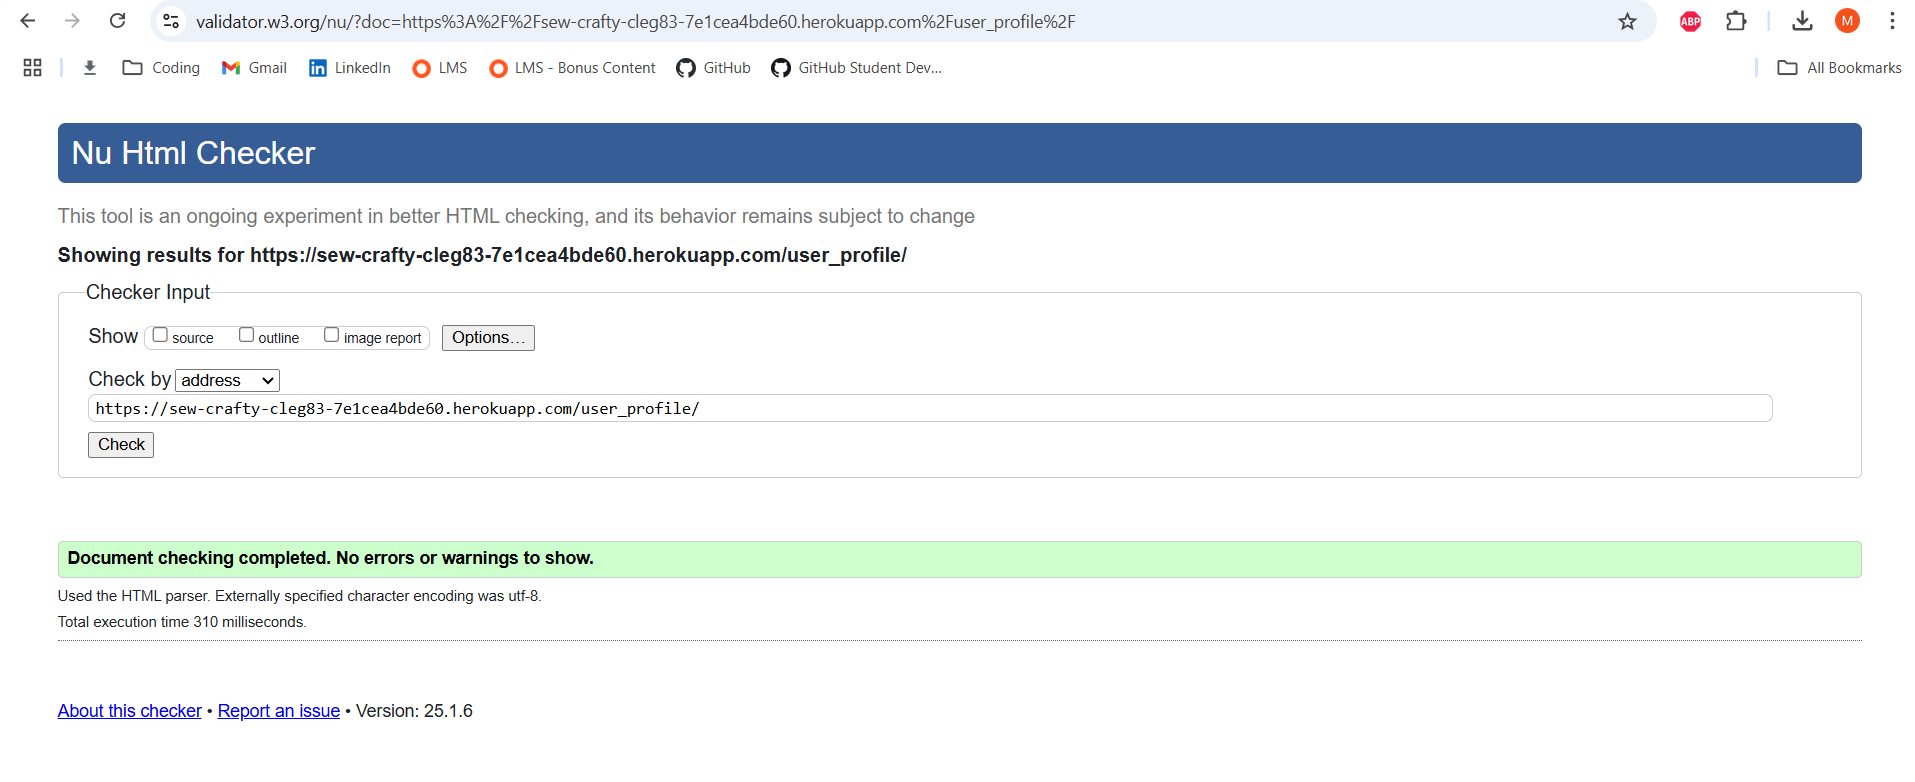 validator.w3.org/nu/?doc=https%3A%2F%2Fsew-crafty-cleg83-7e1cea4bde60.herokuapp.com%2Fuser_profile%2F
ABP
M
Coding
Gmail
LinkedIn
LMS
LMS - Bonus Content
GitHub
GitHub Student Dev...
All Bookmarks
Nu Html Checker
This tool is an ongoing experiment in better HTML checking, and its behavior remains subject to change
Showing results for https://sew-crafty-cleg83-7e1cea4bde60.herokuapp.com/user_profile/
Checker Input
Show source outline image report Options…
Check by address
https://sew-crafty-cleg83-7e1cea4bde60.herokuapp.com/user_profile/
Check
Document checking completed. No errors or warnings to show.
Used the HTML parser. Externally specified character encoding was utf-8.
Total execution time 310 milliseconds.
About this checker • Report an issue • Version: 25.1.6